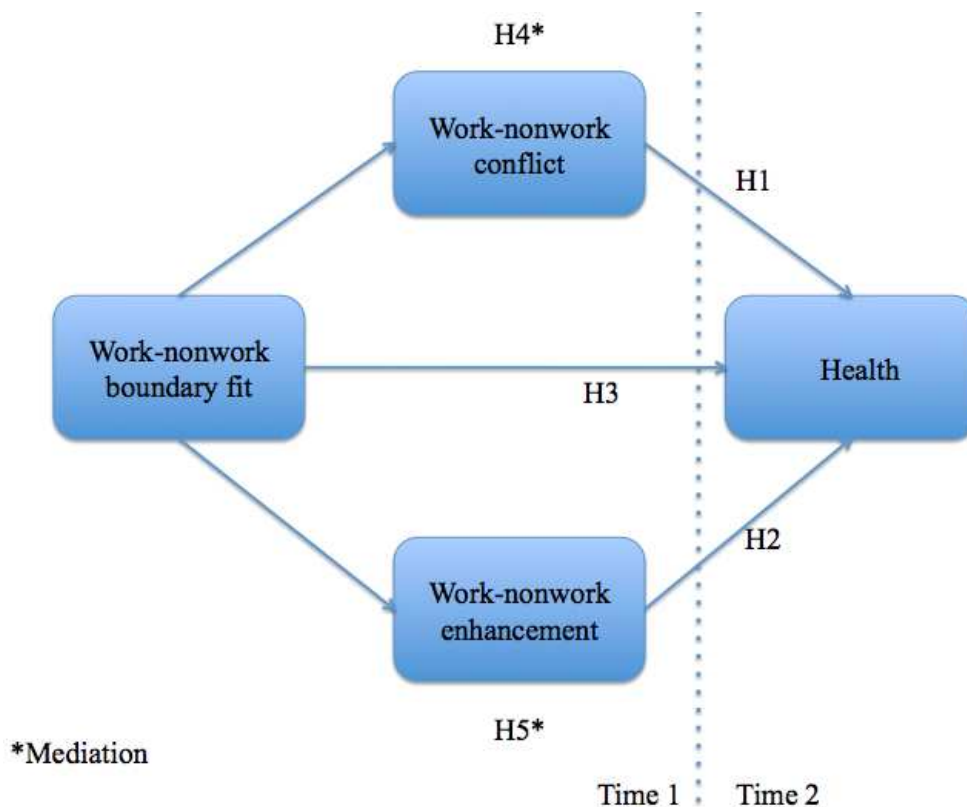 H4*
Work-nonwork
conflict
H1
Work-nonwork
boundary fit
H3
Health
H2
Work-nonwork
enhancement
H5*
*Mediation
Time 1
Time 2